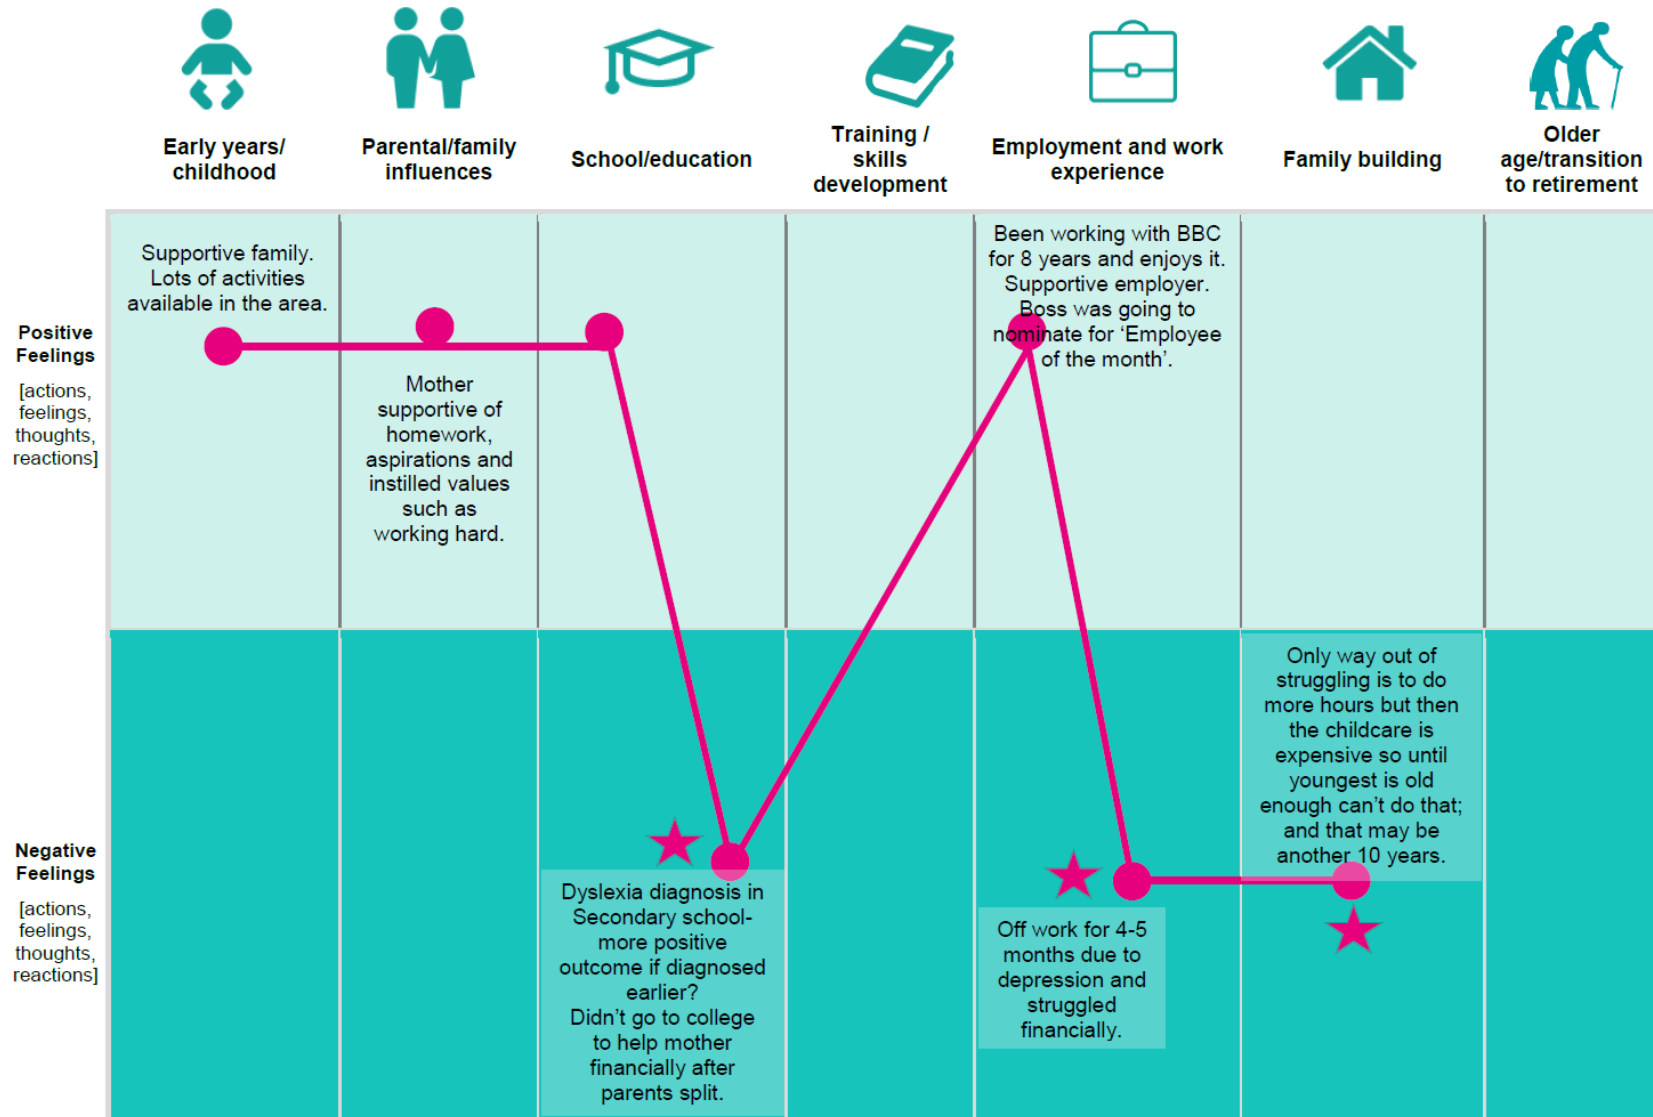 Early years/
childhood
Parental/family
influences
School/education
Training /
skills
development
Employment and work
experience
Family building
Older
age/transition
to retirement
Positive
Feelings
[actions,
feelings,
thoughts,
reactions]
Supportive family.
Lots of activities
available in the area.
Mother
supportive of
homework,
aspirations and
instilled values
such as
working hard.
Been working with BBC
for 8 years and enjoys it.
Supportive employer.
Boss was going to
nominate for ‘Employee
of the month’.
Negative
Feelings
[actions,
feelings,
thoughts,
reactions]
Dyslexia diagnosis in
Secondary school-
more positive
outcome if diagnosed
earlier?
Didn’t go to college
to help mother
financially after
parents split.
Off work for 4-5
months due to
depression and
struggled
financially.
Only way out of
struggling is to do
more hours but then
the childcare is
expensive so until
youngest is old
enough can’t do that;
and that may be
another 10 years.